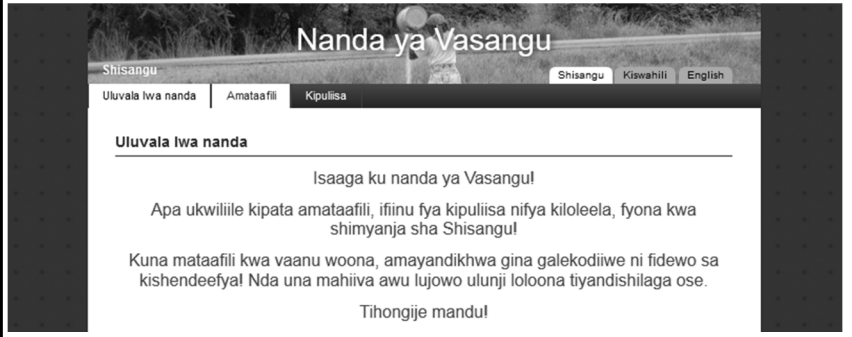 Nanda ya Vasangu
Shisangu
Shisangu Kiswahili English
Uluvala lwa nanda Amataafili Kipuliisa
Uluvala lwa nanda
Isaaga ku nanda ya Vasangu!
Apa ukwiliile kipata amataafili, ifiinu fya kipuliisa nifya kiloleela, fyona kwa
shimyanja sha Shisangu!
Kuna mataafili kwa vaanu woona, amayandikhwa gina galekodiiwe ni fidewo sa
kishendeefya! Nda una mahiiva awu lujowo ulunji loloona tiyandishilaga ose.
Tihongije mandu!